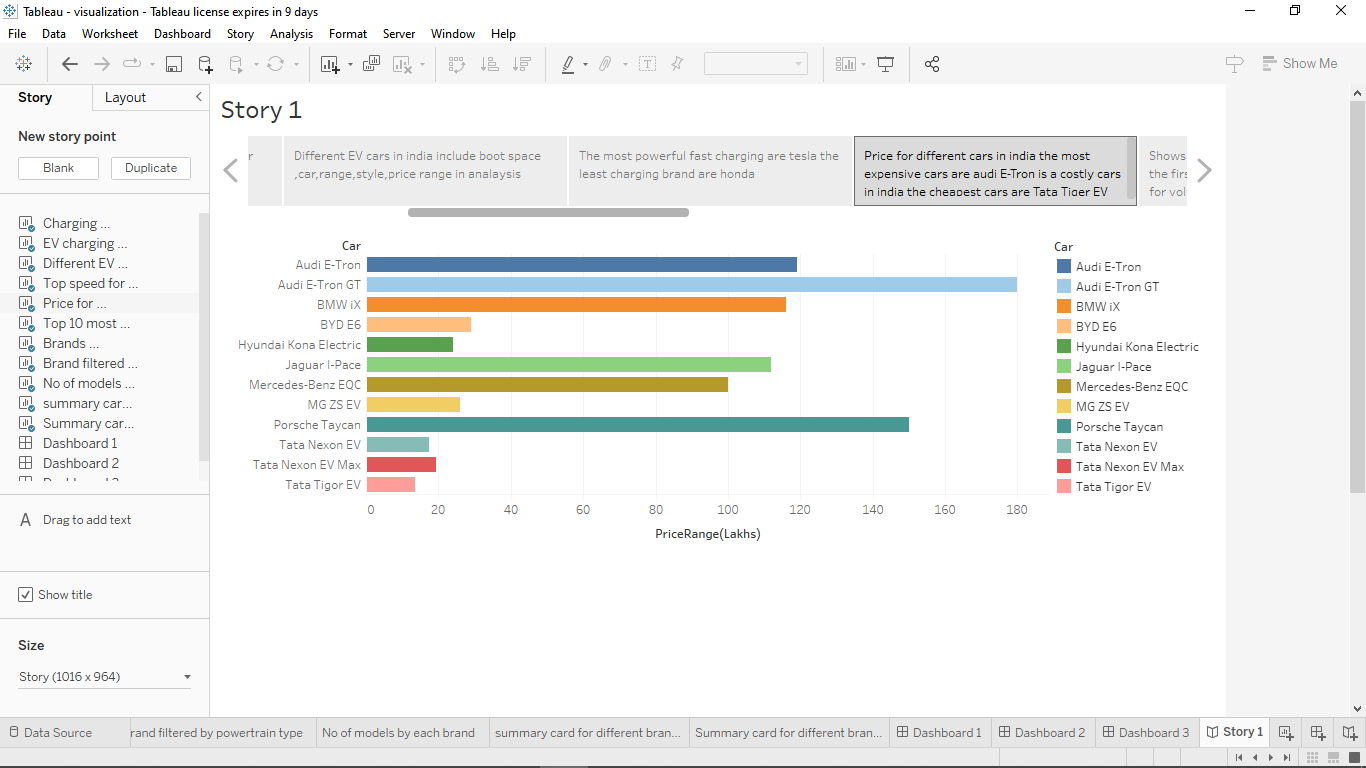 Tableau - visualization - Tableau license expires in 9 days
File Data Worksheet Dashboard Story Analysis Format Server Window Help
Show Me
Story Layout
New story point
Blank Duplicate
Charging ...
EV charging ...
Different EV ...
Top speed for ...
Price for ...
Top 10 most ...
Brands ...
Brand filtered ...
No of models ...
summary car...
Summary car...
Dashboard 1
Dashboard 2
A Drag to add text
Show title
Size
Story (1016 x 964)
Story 1
r
Different EV cars in india include boot space
,car,range,style,price range in analaysis
The most powerful fast charging are tesla the
least charging brand are honda
Price for different cars in india the most
expensive cars are audi E-Tron is a costly cars
in india the cheapest cars are Tata Tiger EV
Shows
the firs
for vol
Car
Audi E-Tron
Audi E-Tron GT
BMW iX
BYD E6
Hyundai Kona Electric
Jaguar I-Pace
Mercedes-Benz EQC
MG ZS EV
Porsche Taycan
Tata Nexon EV
Tata Nexon EV Max
Tata Tigor EV
0 20 40 60 80 100 120 140 160 180
PriceRange(Lakhs)
Car
Audi E-Tron
Audi E-Tron GT
BMW iX
BYD E6
Hyundai Kona Electric
Jaguar I-Pace
Mercedes-Benz EQC
MG ZS EV
Porsche Taycan
Tata Nexon EV
Tata Nexon EV Max
Tata Tigor EV
Data Source rand filtered by powertrain type No of models by each brand summary card for different bran... Summary card for different bran... Dashboard 1 Dashboard 2 Dashboard 3 Story 1